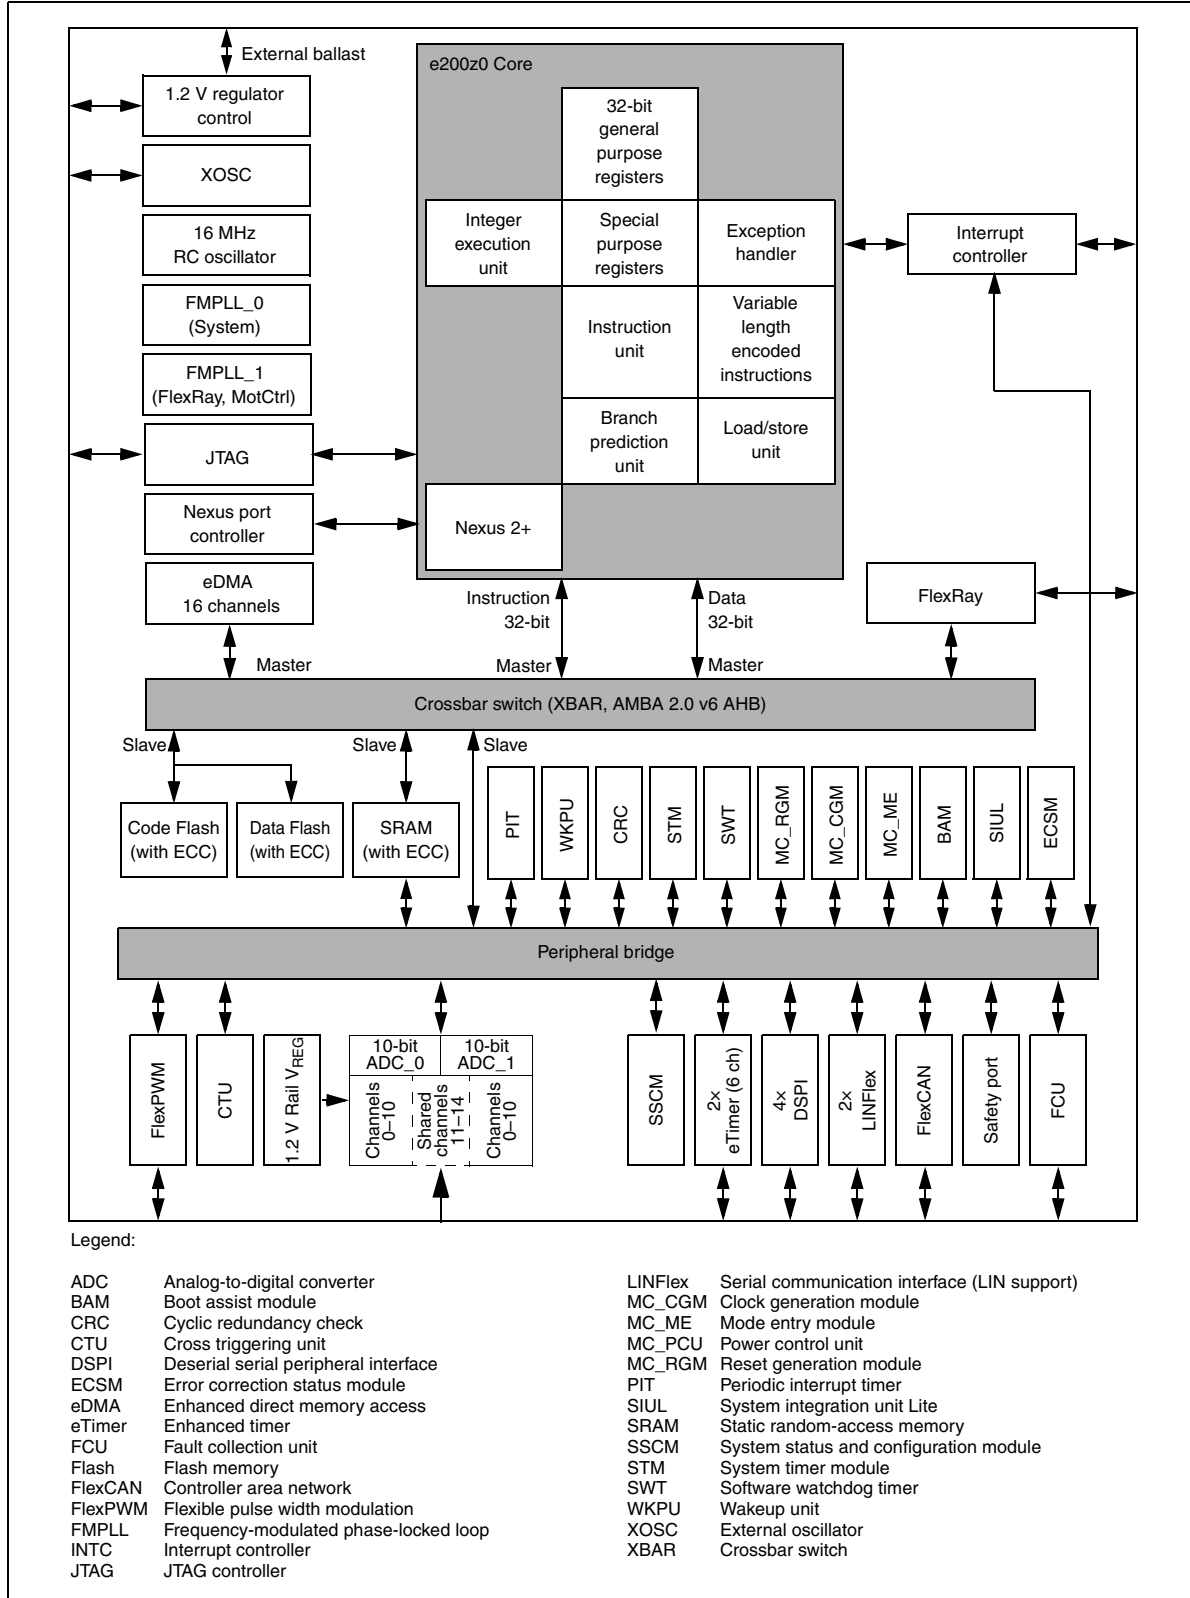 External ballast
1.2 V regulator
control
XOSC
16 MHz
RC oscillator
FMPLL_0
(System)
FMPLL_1
(FlexRay, MotCtrl)
JTAG
Nexus port
controller
eDMA
16 channels
e200z0 Core
32-bit
general
purpose
registers
Integer
execution
unit
Special
purpose
registers
Exception
handler
Instruction
unit
Variable
length
encoded
instructions
Branch
prediction
unit
Load/store
unit
Nexus 2+
Interrupt
controller
FlexRay
Instruction
32-bit
Data
32-bit
Master
Master
Master
Crossbar switch (XBAR, AMBA 2.0 v6 AHB)
Slave
Slave
Slave
Code Flash
(with ECC)
Data Flash
(with ECC)
SRAM
(with ECC)
PIT
WKPU
CRC
STM
SWT
MC_RGM
MC_CGM
MC_ME
BAM
SIUL
ECSM
Peripheral bridge
FlexPWM
CTU
1.2 V Rail VREG
10-bit
ADC_0
10-bit
ADC_1
Channels
0–10
Shared
channels
11–14
Channels
0–10
SSCM
2×
eTimer (6 ch)
4×
DSPI
2×
LINFlex
FlexCAN
Safety port
FCU
Legend:
ADC Analog-to-digital converter
BAM Boot assist module
CRC Cyclic redundancy check
CTU Cross triggering unit
DSPI Deserial serial peripheral interface
ECSM Error correction status module
eDMA Enhanced direct memory access
eTimer Enhanced timer
FCU Fault collection unit
Flash Flash memory
FlexCAN Controller area network
FlexPWM Flexible pulse width modulation
FMPLL Frequency-modulated phase-locked loop
INTC Interrupt controller
JTAG JTAG controller
LINFlex Serial communication interface (LIN support)
MC_CGM Clock generation module
MC_ME Mode entry module
MC_PCU Power control unit
MC_RGM Reset generation module
PIT Periodic interrupt timer
SIUL System integration unit Lite
SRAM Static random-access memory
SSCM System status and configuration module
STM System timer module
SWT Software watchdog timer
WKPU Wakeup unit
XOSC External oscillator
XBAR Crossbar switch